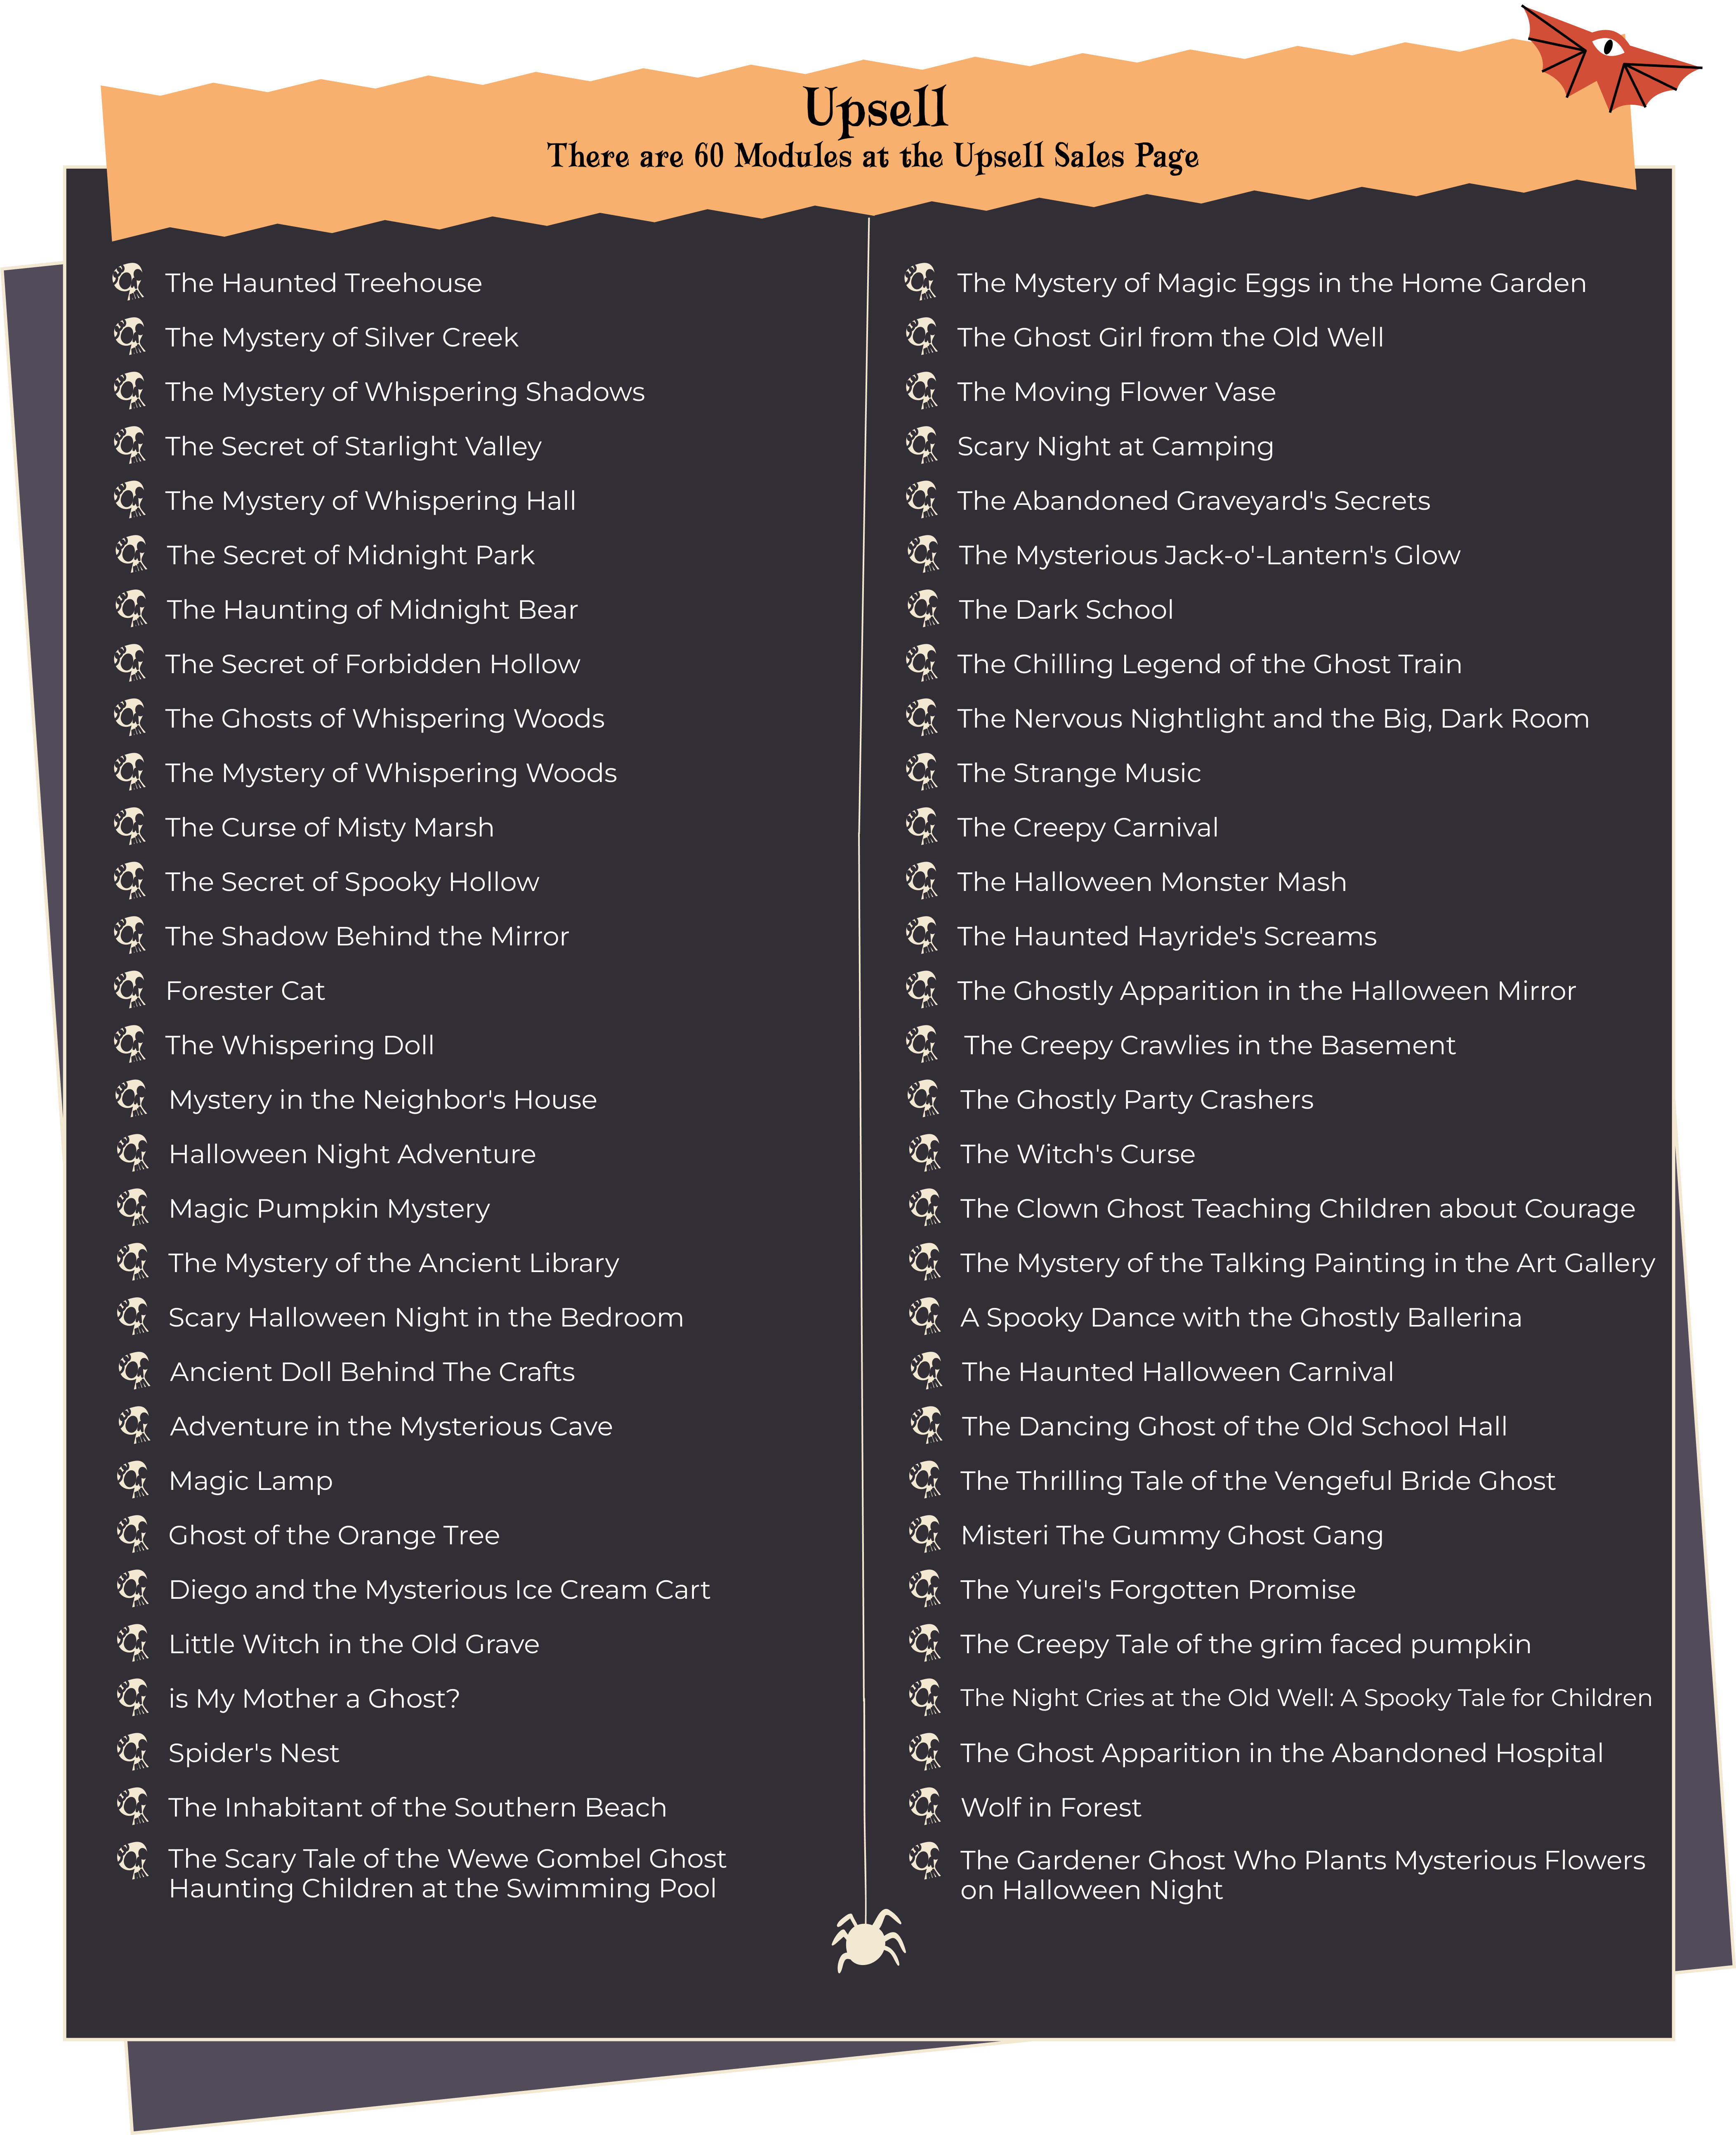 Upsell
There are 60 Modules at the Upsell Sales Page
The Haunted Treehouse
The Mystery of Silver Creek
The Mystery of Whispering Shadows
The Secret of Starlight Valley
The Mystery of Whispering Hall
The Secret of Midnight Park
The Haunting of Midnight Bear
The Secret of Forbidden Hollow
The Ghosts of Whispering Woods
The Mystery of Whispering Woods
The Curse of Misty Marsh
The Secret of Spooky Hollow
The Shadow Behind the Mirror
Forester Cat
The Whispering Doll
Mystery in the Neighbor's House
Halloween Night Adventure
Magic Pumpkin Mystery
The Mystery of the Ancient Library
Scary Halloween Night in the Bedroom
Ancient Doll Behind The Crafts
Adventure in the Mysterious Cave
Magic Lamp
Ghost of the Orange Tree
Diego and the Mysterious Ice Cream Cart
Little Witch in the Old Grave
is My Mother a Ghost?
Spider's Nest
The Inhabitant of the Southern Beach
The Scary Tale of the Wewe Gombel Ghost
Haunting Children at the Swimming Pool
The Mystery of Magic Eggs in the Home Garden
The Ghost Girl from the Old Well
The Moving Flower Vase
Scary Night at Camping
The Abandoned Graveyard's Secrets
The Mysterious Jack-o'-Lantern's Glow
The Dark School
The Chilling Legend of the Ghost Train
The Nervous Nightlight and the Big, Dark Room
The Strange Music
The Creepy Carnival
The Halloween Monster Mash
The Haunted Hayride's Screams
The Ghostly Apparition in the Halloween Mirror
The Creepy Crawlies in the Basement
The Ghostly Party Crashers
The Witch's Curse
The Clown Ghost Teaching Children about Courage
The Mystery of the Talking Painting in the Art Gallery
A Spooky Dance with the Ghostly Ballerina
The Haunted Halloween Carnival
The Dancing Ghost of the Old School Hall
The Thrilling Tale of the Vengeful Bride Ghost
Misteri The Gummy Ghost Gang
The Yurei's Forgotten Promise
The Creepy Tale of the grim faced pumpkin
The Night Cries at the Old Well: A Spooky Tale for Children
The Ghost Apparition in the Abandoned Hospital
Wolf in Forest
The Gardener Ghost Who Plants Mysterious Flowers
on Halloween Night